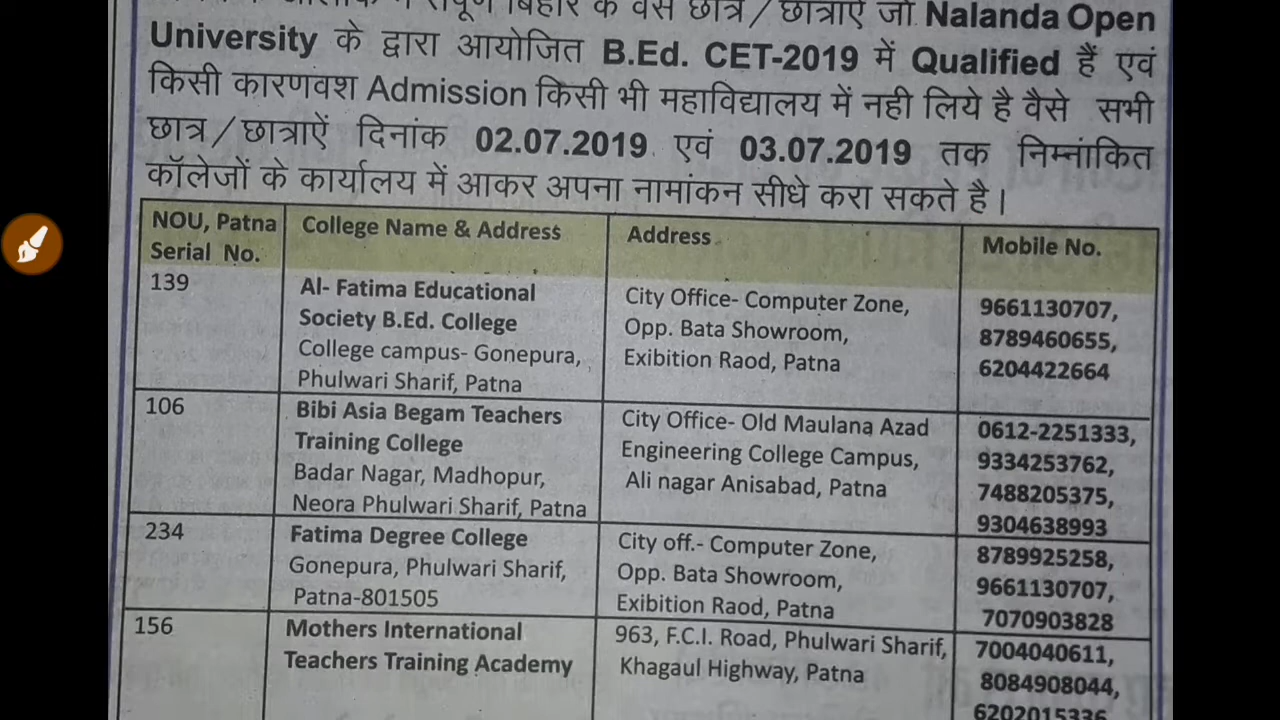 के वैसे छात्र/छात्राऐं जो Nalanda Open
University के द्वारा आयोजित B.Ed. CET-2019 में Qualified हैं एवं
किसी कारणवश Admission किसी भी महाविद्यालय में नही लिये है वैसे सभी
छात्र/छात्राऐं दिनांक 02.07.2019 एवं 03.07.2019 तक निम्नांकित
कॉलेजों के कार्यालय में आकर अपना नामांकन सीधे करा सकते है।
NOU, Patna
Serial No.
College Name & Address
Address
Mobile No.
139
Al- Fatima Educational
Society B.Ed. College
College campus- Gonepura,
Phulwari Sharif, Patna
City Office- Computer Zone,
Opp. Bata Showroom,
Exibition Raod, Patna
9661130707,
8789460655,
6204422664
106
Bibi Asia Begam Teachers
Training College
Badar Nagar, Madhopur,
Neora Phulwari Sharif, Patna
City Office- Old Maulana Azad
Engineering College Campus,
Ali nagar Anisabad, Patna
0612-2251333,
9334253762,
7488205375,
9304638993
234
Fatima Degree College
Gonepura, Phulwari Sharif,
Patna-801505
City off.- Computer Zone,
Opp. Bata Showroom,
Exibition Raod, Patna
8789925258,
9661130707,
7070903828
156
Mothers International
Teachers Training Academy
963, F.C.I. Road, Phulwari Sharif,
Khagaul Highway, Patna
7004040611,
8084908044,
6202015336